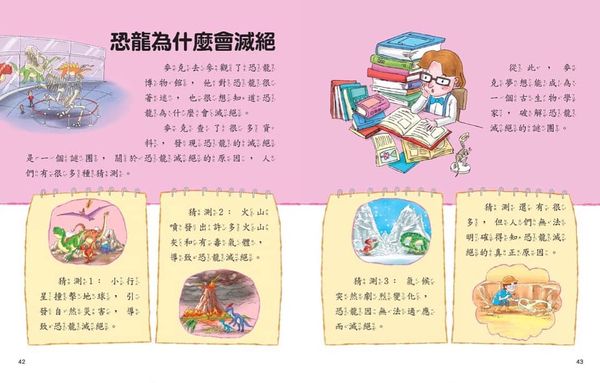 恐龍為什麼會滅絕
麥克去參觀了恐龍
博物館，他對恐龍很
著迷，也很想知道恐
龍為什麼會滅絕。
麥克查了很多資
料，發現恐龍的滅絕
是一個謎團，關於恐龍滅絕的原因，人
們有很多種猜測。
猜測1：小行
星撞擊地球，引
發自然災害，導
致恐龍滅絕。
猜測2：火山
噴發出許多火山
灰和有毒氣體，
導致恐龍滅絕。
42
從此，麥
克夢想能成為
一個古生物學
家，破解恐龍
滅絕的謎團。
猜測3：氣候
突然劇烈變化，
恐龍因無法適應
而滅絕。
猜測還有很
多，但人們無法
明確得知恐龍滅
絕的真正原因。
43